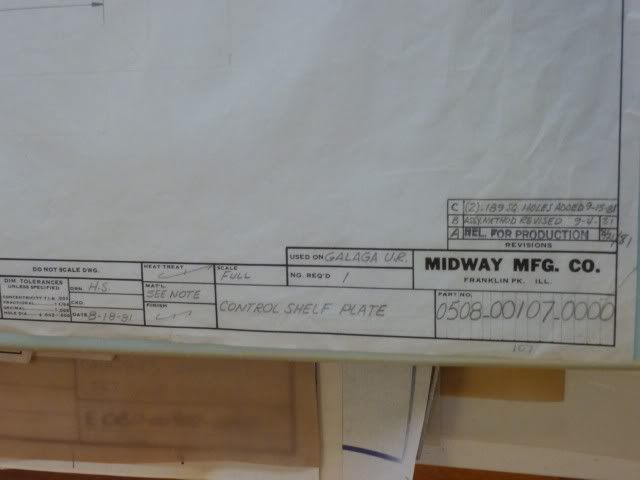 C (2).189 SQ. HOLES ADDED 9-15-81
B ASSY. METHOD REVISED 9-4 81
A REL. FOR PRODUCTION
REVISIONS
USED ON GALAGA U.R.
NO. REQ'D 1
MIDWAY MFG. CO.
FRANKLIN PK. ILL.
DO NOT SCALE DWG.
DIM TOLERANCES
UNLESS SPECIFIED
DRN. H.S.
CKD.
DATE 8-18-81
HEAT TREAT
MAT'L.
SEE NOTE
FINISH
SCALE
FULL
CONTROL SHELF PLATE
PART NO.
0508-00107-0000
107